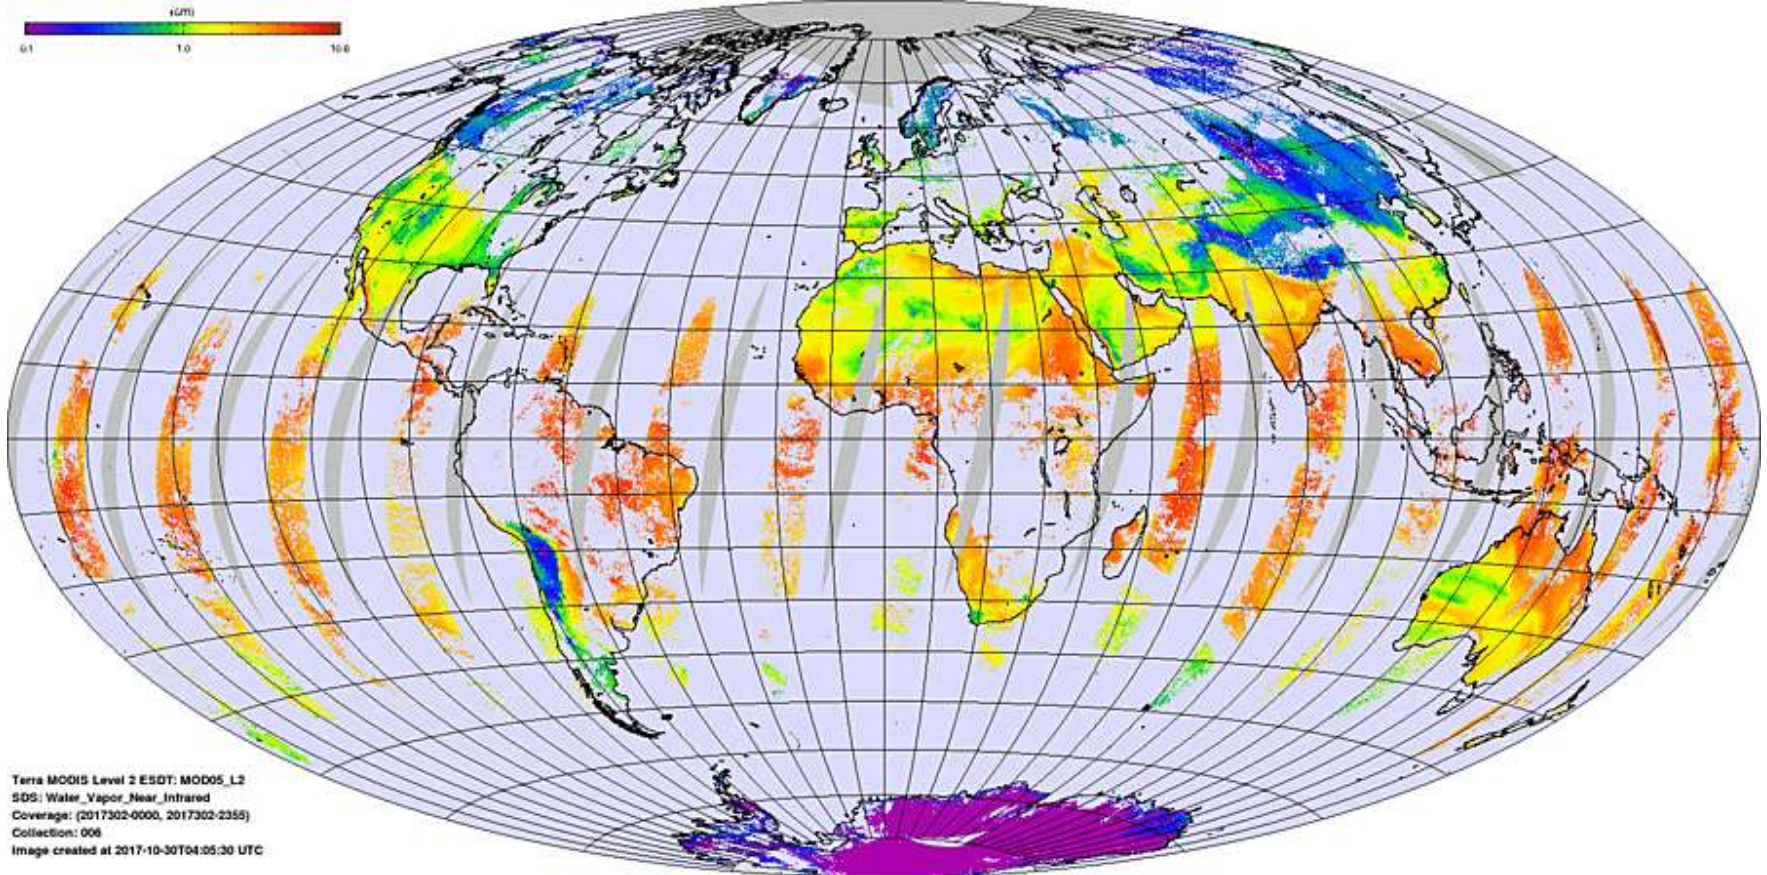 (cm)
0.1 1.0 10.0
Terra MODIS Level 2 ESDT: MOD05_L2
SDS: Water_Vapor_Near_Infrared
Coverage: (2017302-0000, 2017302-2355)
Collection: 006
Image created at 2017-10-30T04:05:30 UTC